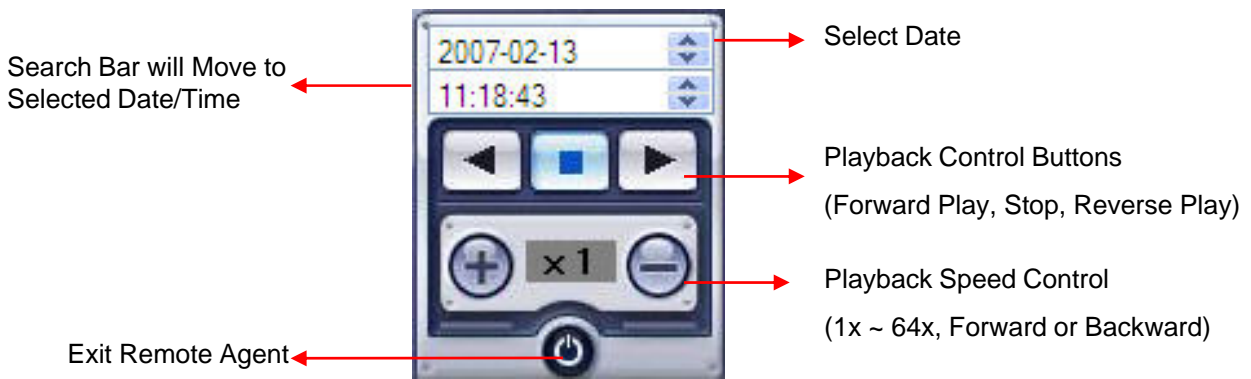 Select Date
2007-02-13
Search Bar will Move to
Selected Date/Time
11:18:43
Playback Control Buttons
(Forward Play, Stop, Reverse Play)
x 1
Playback Speed Control
(1x ~ 64x, Forward or Backward)
Exit Remote Agent